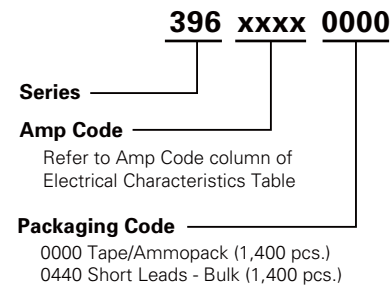 396 xxxx 0000
Series
Amp Code
Refer to Amp Code column of
Electrical Characteristics Table
Packaging Code
0000 Tape/Ammopack (1,400 pcs.)
0440 Short Leads - Bulk (1,400 pcs.)